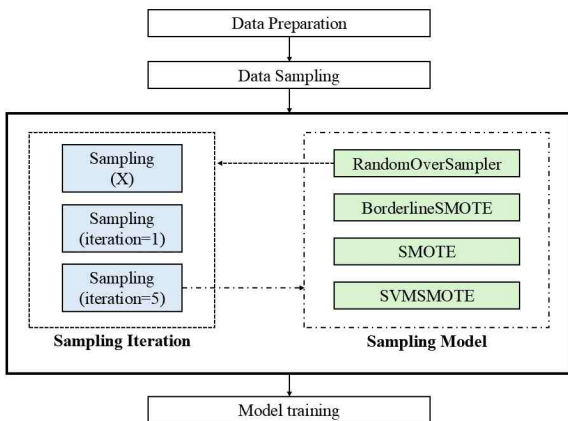 Data Preparation
Data Sampling
Sampling
(X)
Sampling
(iteration=1)
Sampling
(iteration=5)
Sampling Iteration
RandomOverSampler
BorderlineSMOTE
SMOTE
SVMSMOTE
Sampling Model
Model training